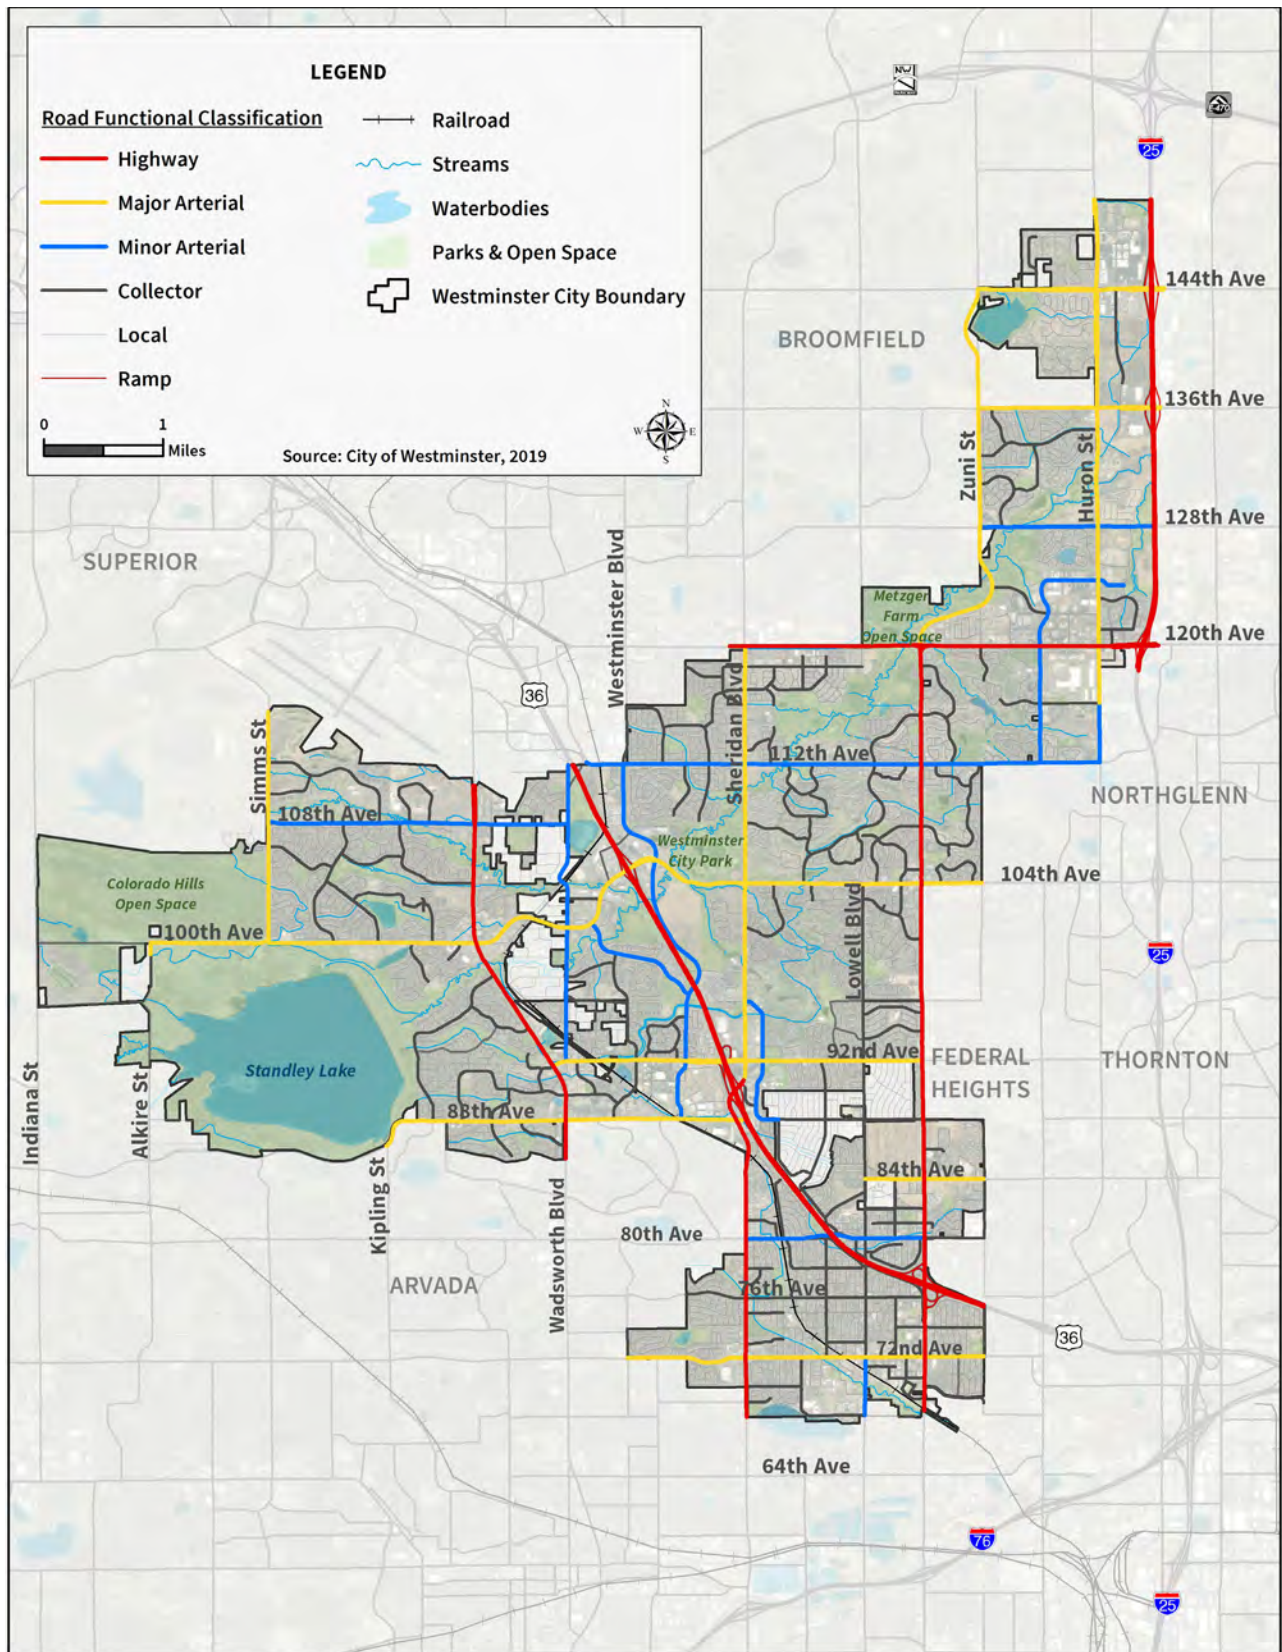 LEGEND
Road Functional Classification
Highway
Major Arterial
Minor Arterial
Collector
Local
Ramp
Railroad
Streams
Waterbodies
Parks & Open Space
Westminster City Boundary
0 1
Miles
Source: City of Westminster, 2019
N
W E
S
NW
E-470
25
144th Ave
BROOMFIELD
136th Ave
Zuni St
Huron St
128th Ave
SUPERIOR
Westminster Blvd
Metzger
Farm
Open Space
120th Ave
36
Sheridan Blvd
Simms St
112th Ave
108th Ave
NORTHGLENN
Westminster
City Park
104th Ave
Colorado Hills
Open Space
100th Ave
Lowell Blvd
25
92nd Ave
FEDERAL
HEIGHTS
THORNTON
Standley Lake
Indiana St
Alkire St
88th Ave
Kipling St
Wadsworth Blvd
84th Ave
80th Ave
ARVADA
76th Ave
36
72nd Ave
64th Ave
76
25